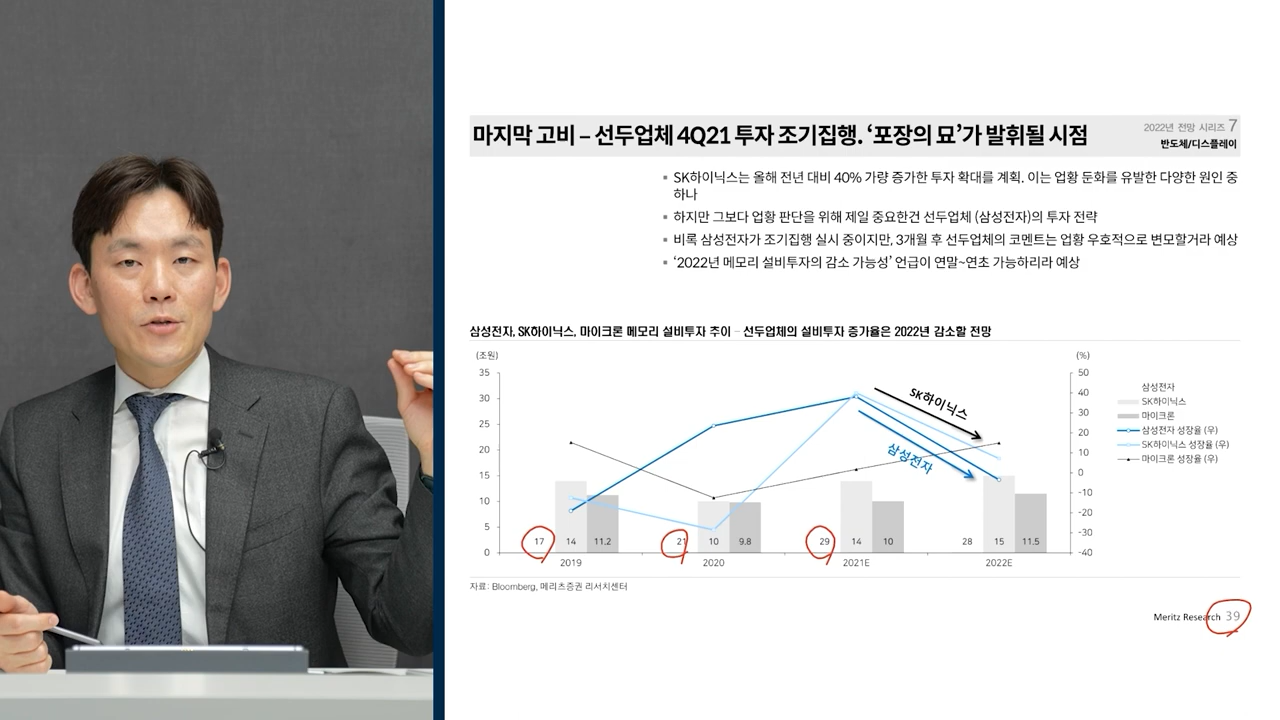 마지막 고비 – 선두업체 4Q21 투자 조기집행. ‘포장의 묘’가 발휘될 시점
2022년 전망 시리즈 7
반도체/디스플레이
▪ SK하이닉스는 올해 전년 대비 40% 가량 증가한 투자 확대를 계획. 이는 업황 둔화를 유발한 다양한 원인 중
하나
▪ 하지만 그보다 업황 판단을 위해 제일 중요한건 선두업체 (삼성전자)의 투자 전략
▪ 비록 삼성전자가 조기집행 실시 중이지만, 3개월 후 선두업체의 코멘트는 업황 우호적으로 변모할거라 예상
▪ ‘2022년 메모리 설비투자의 감소 가능성’ 언급이 연말~연초 가능하리라 예상
삼성전자, SK하이닉스, 마이크론 메모리 설비투자 추이 – 선두업체의 설비투자 증가율은 2022년 감소할 전망
(조원)
(%)
35
30
25
20
15
10
5
0
50
40
30
20
10
0
-10
-20
-30
-40
SK하이닉스
삼성전자
17 14 11.2
21 10 9.8
29 14 10
28 15 11.5
2019 2020 2021E 2022E
삼성전자
SK하이닉스
마이크론
삼성전자 성장율 (우)
SK하이닉스 성장율 (우)
마이크론 성장율 (우)
자료: Bloomberg, 메리츠증권 리서치센터
Meritz Research 39